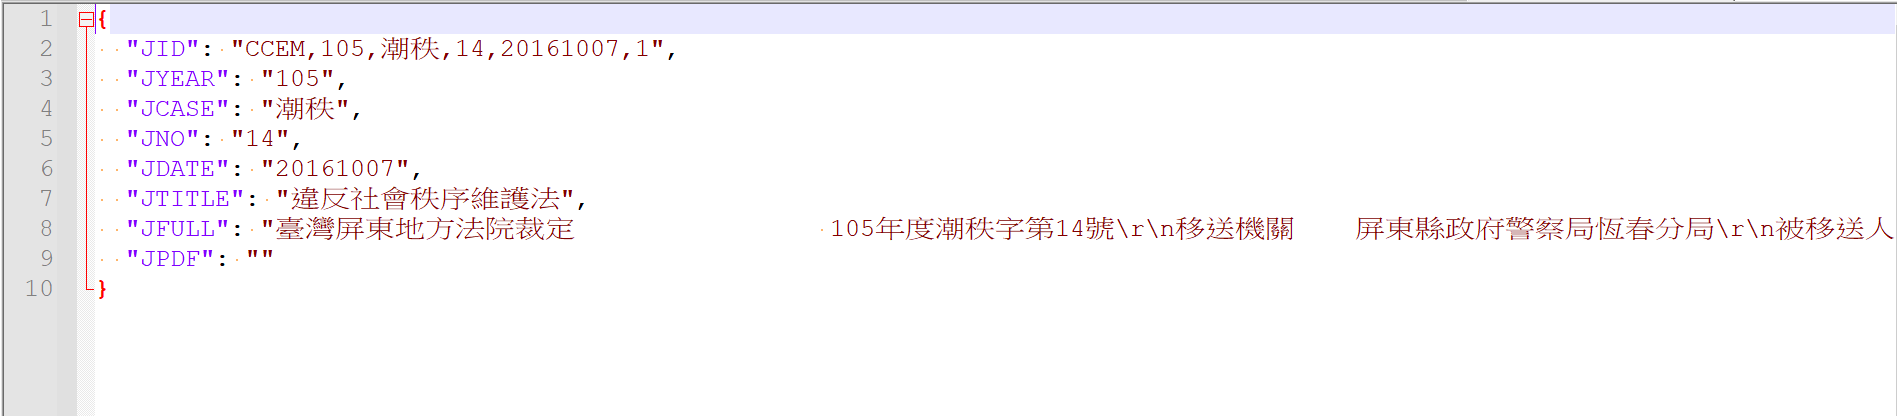 1 {
2 "JID": "CCEM,105,潮秩,14,20161007,1",
3 "JYEAR": "105",
4 "JCASE": "潮秩",
5 "JNO": "14",
6 "JDATE": "20161007",
7 "JTITLE": "違反社會秩序維護法",
8 "JFULL": "臺灣屏東地方法院裁定　　　　　　　　 105年度潮秩字第14號\r\n移送機關　　屏東縣政府警察局恆春分局\r\n被移送人
9 "JPDF": ""
10 }